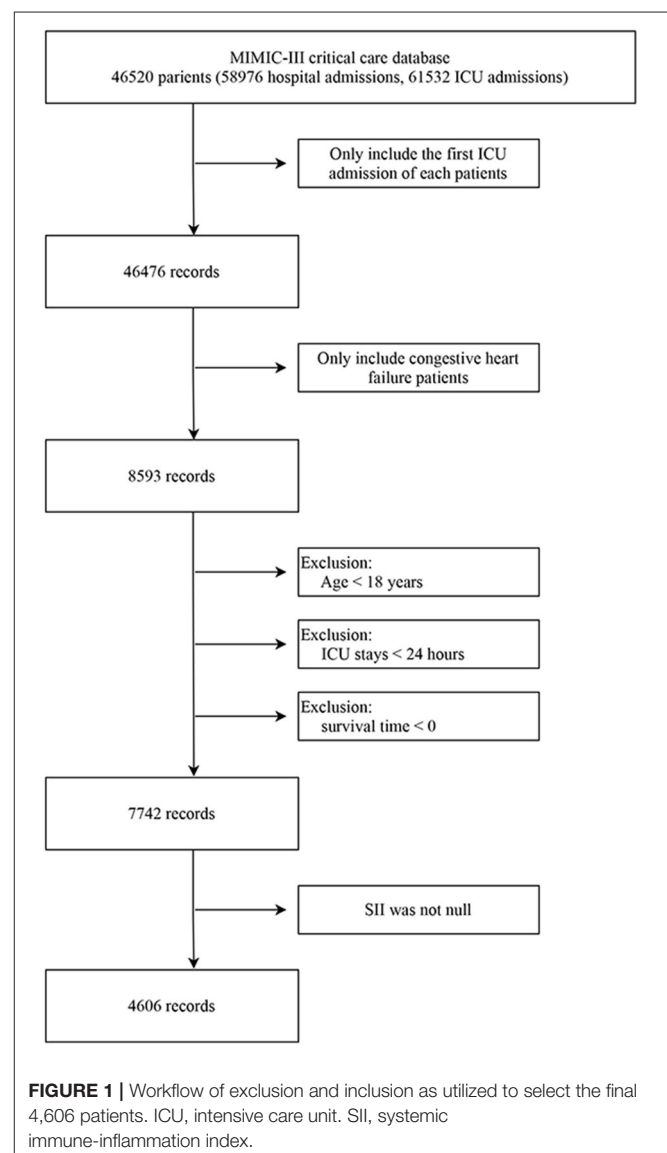 MIMIC-III critical care database
46520 parients (58976 hospital admissions, 61532 ICU admissions)
Only include the first ICU
admission of each patients
46476 records
Only include congestive heart
failure patients
8593 records
Exclusion:
Age < 18 years
Exclusion:
ICU stays < 24 hours
Exclusion:
survival time < 0
7742 records
SII was not null
4606 records
FIGURE 1 | Workflow of exclusion and inclusion as utilized to select the final
4,606 patients. ICU, intensive care unit. SII, systemic
immune-inflammation index.